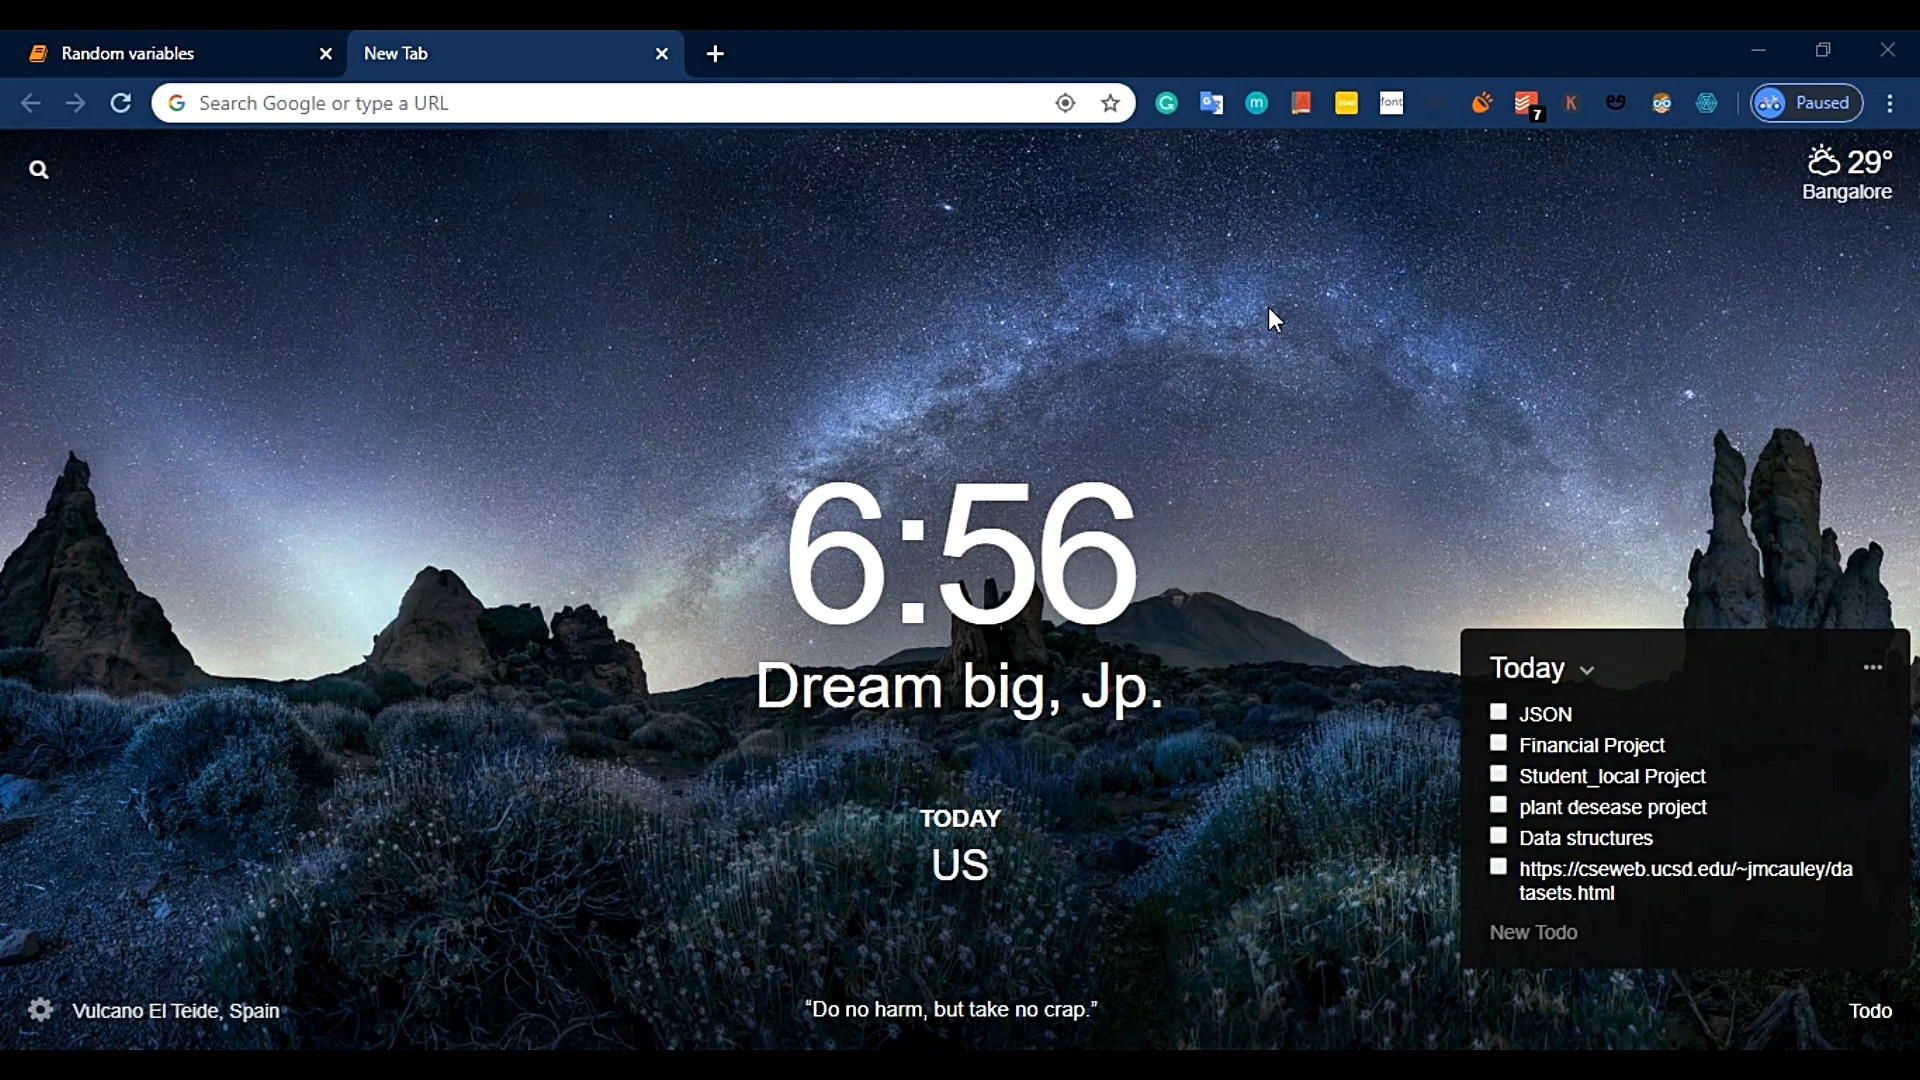 Random variables
New Tab
Search Google or type a URL
font
7
K
Paused
29°
Bangalore
6:56
Dream big, Jp.
TODAY
US
Today
JSON
Financial Project
Student_local Project
plant desease project
Data structures
https://cseweb.ucsd.edu/~jmcauley/da
tasets.html
New Todo
Vulcano El Teide, Spain
“Do no harm, but take no crap.”
Todo